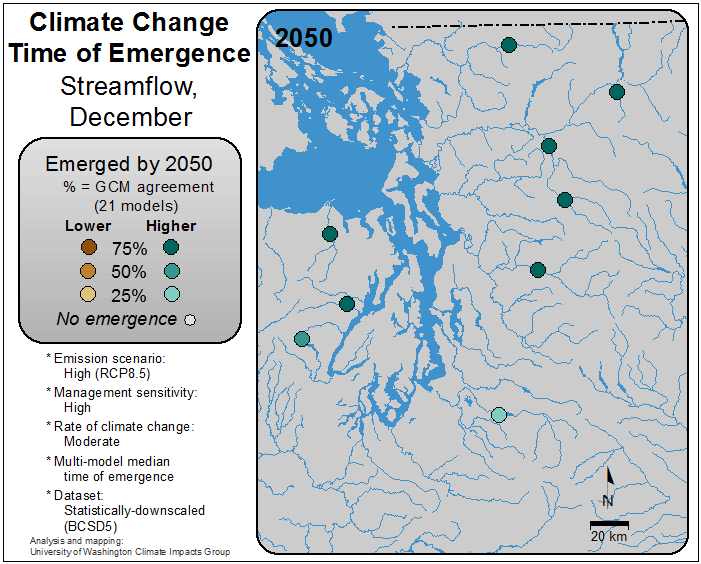 Climate Change
Time of Emergence
Streamflow,
December
Emerged by 2050
% = GCM agreement
(21 models)
Lower Higher
75%
50%
25%
No emergence
* Emission scenario:
High (RCP8.5)
* Management sensitivity:
High
* Rate of climate change:
Moderate
* Multi-model median
time of emergence
* Dataset:
Statistically-downscaled
(BCSD5)
Analysis and mapping:
University of Washington Climate Impacts Group
2050
N
20 km